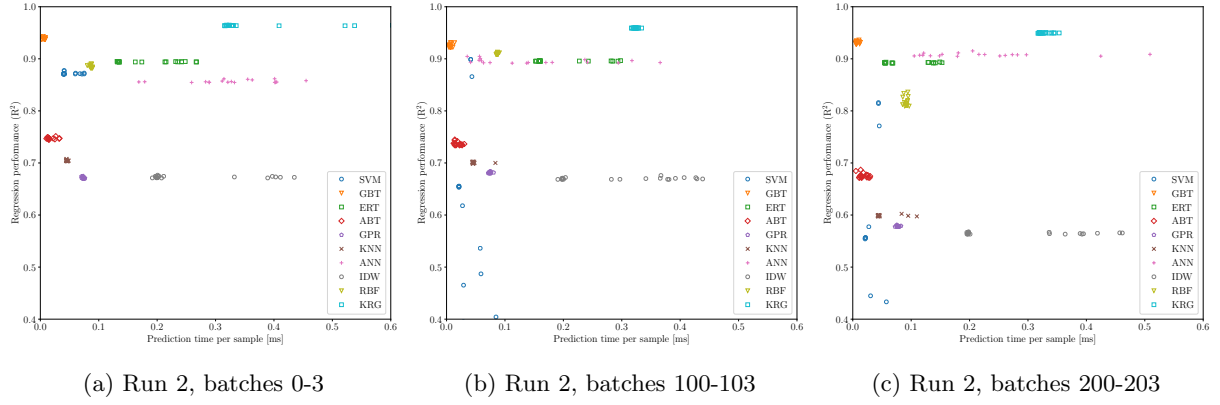 Regression performance (R²)
1.0
0.9
0.8
0.7
0.6
0.5
0.4
0.0 0.1 0.2 0.3 0.4 0.5 0.6
Prediction time per sample [ms]
SVM
GBT
ERT
ABT
GPR
KNN
ANN
IDW
RBF
KRG
(a) Run 2, batches 0-3
Regression performance (R²)
1.0
0.9
0.8
0.7
0.6
0.5
0.4
0.0 0.1 0.2 0.3 0.4 0.5 0.6
Prediction time per sample [ms]
SVM
GBT
ERT
ABT
GPR
KNN
ANN
IDW
RBF
KRG
(b) Run 2, batches 100-103
Regression performance (R²)
1.0
0.9
0.8
0.7
0.6
0.5
0.4
0.0 0.1 0.2 0.3 0.4 0.5 0.6
Prediction time per sample [ms]
SVM
GBT
ERT
ABT
GPR
KNN
ANN
IDW
RBF
KRG
(c) Run 2, batches 200-203